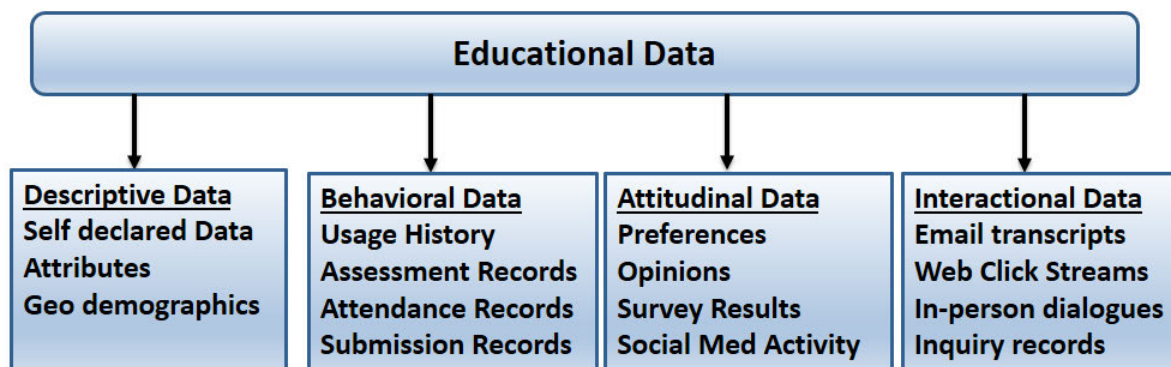 Educational Data
Descriptive Data
Self declared Data
Attributes
Geo demographics
Behavioral Data
Usage History
Assessment Records
Attendance Records
Submission Records
Attitudinal Data
Preferences
Opinions
Survey Results
Social Med Activity
Interactional Data
Email transcripts
Web Click Streams
In-person dialogues
Inquiry records